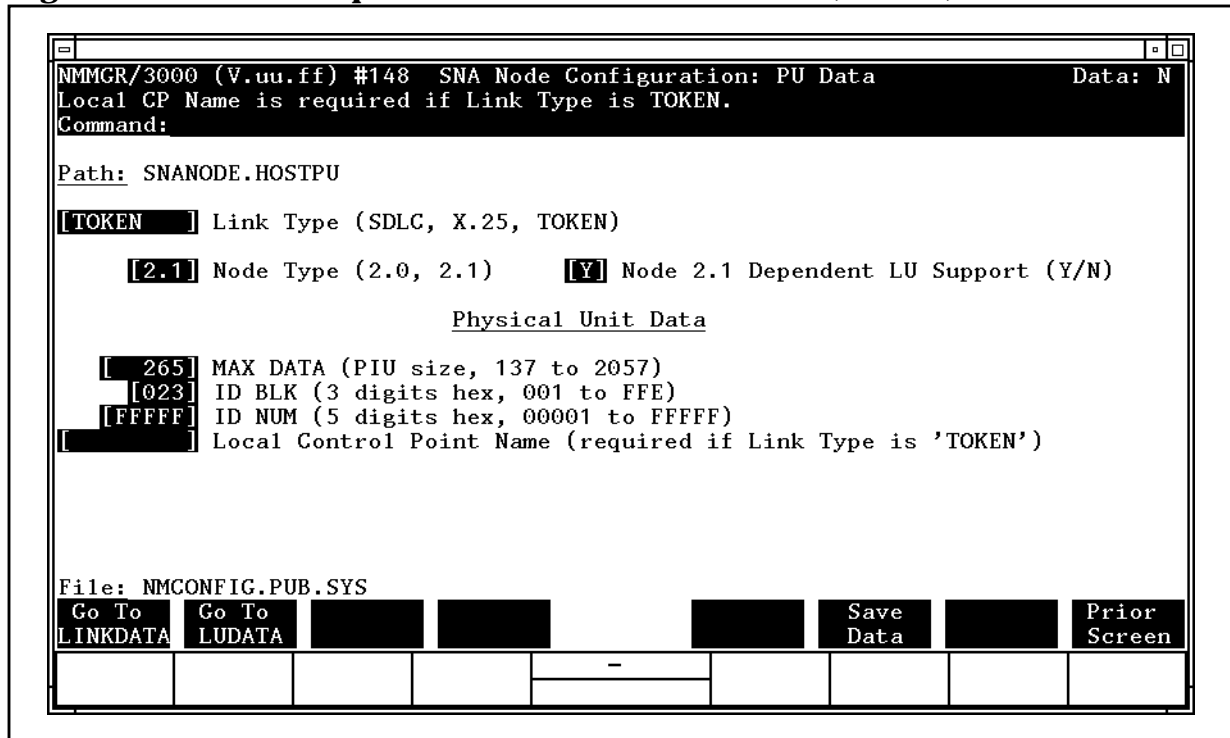 NMMGR/3000 (V.uu.ff) #148 SNA Node Configuration: PU Data Data: N
Local CP Name is required if Link Type is TOKEN.
Command:
Path: SNANODE.HOSTPU
[TOKEN ] Link Type (SDLC, X.25, TOKEN)
[2.1] Node Type (2.0, 2.1) [Y] Node 2.1 Dependent LU Support (Y/N)
Physical Unit Data
[ 265] MAX DATA (PIU size, 137 to 2057)
[023] ID BLK (3 digits hex, 001 to FFE)
[FFFFF] ID NUM (5 digits hex, 00001 to FFFFF)
[ ] Local Control Point Name (required if Link Type is 'TOKEN')
File: NMCONFIG.PUB.SYS
Go To Go To Save Prior
LINKDATA LUDATA Data Screen